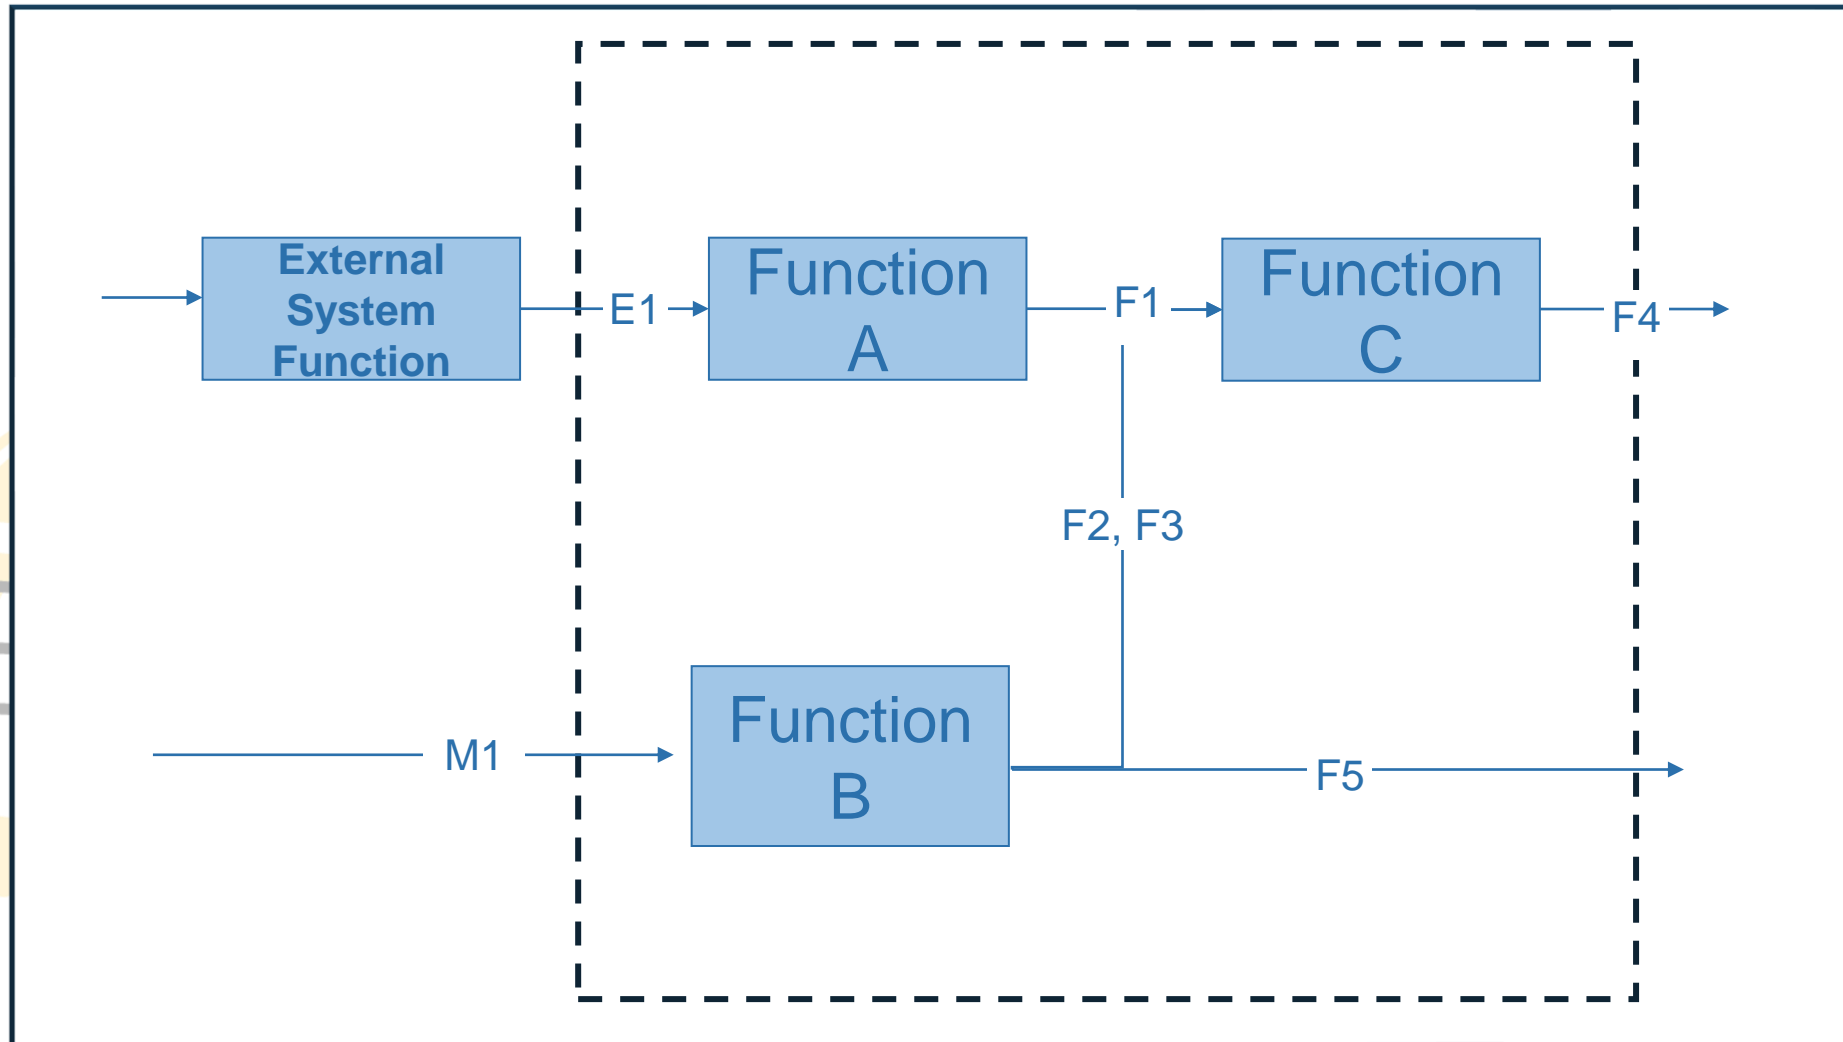 External
System
Function
E1
Function
A
F1
Function
C
F4
F2, F3
M1
Function
B
F5